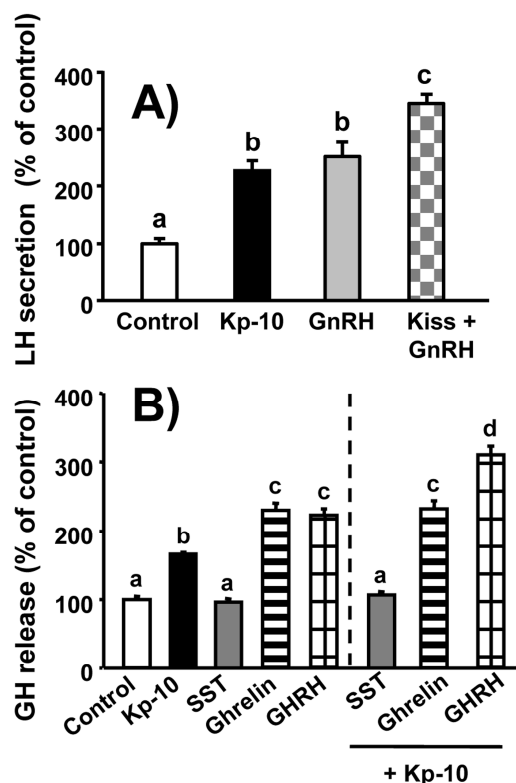 A)
LH secretion (% of control)
400
300
200
100
0
a
b
b
c
Control
Kp-10
GnRH
Kiss +
GnRH
B)
GH release (% of control)
400
300
200
100
0
a
b
a
c
c
a
c
d
Control
Kp-10
SST
Ghrelin
GHRH
SST
Ghrelin
GHRH
+ Kp-10